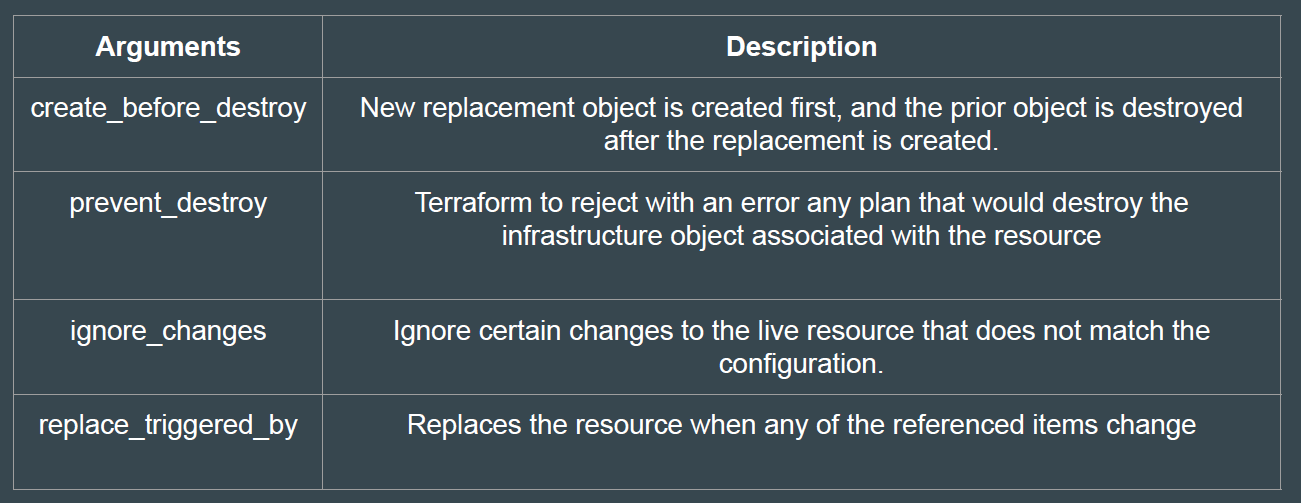 Arguments
Description
create_before_destroy
New replacement object is created first, and the prior object is destroyed
after the replacement is created.
prevent_destroy
Terraform to reject with an error any plan that would destroy the
infrastructure object associated with the resource
ignore_changes
Ignore certain changes to the live resource that does not match the
configuration.
replace_triggered_by
Replaces the resource when any of the referenced items change